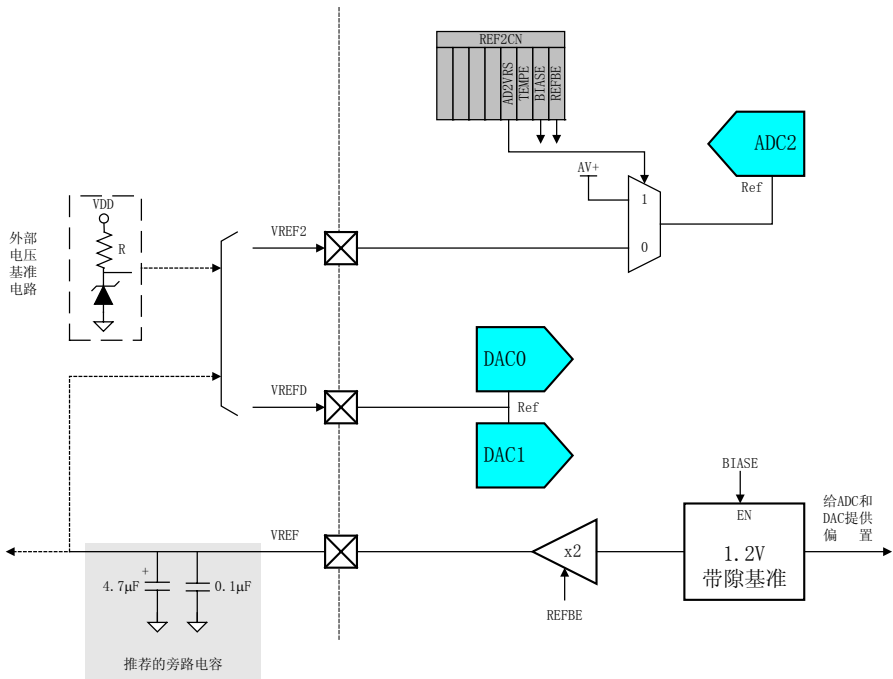 REF2CN
AD2VRS
TEMPE
BIASE
REFBE
ADC2
Ref
AV+
1
0
外部
电压
基准
电路
VDD
R
VREF2
DAC0
VREFD
Ref
DAC1
BIASE
EN
1.2V
带隙基准
给ADC和
DAC提供
偏 置
VREF
x2
REFBE
+
4.7μF
0.1μF
推荐的旁路电容